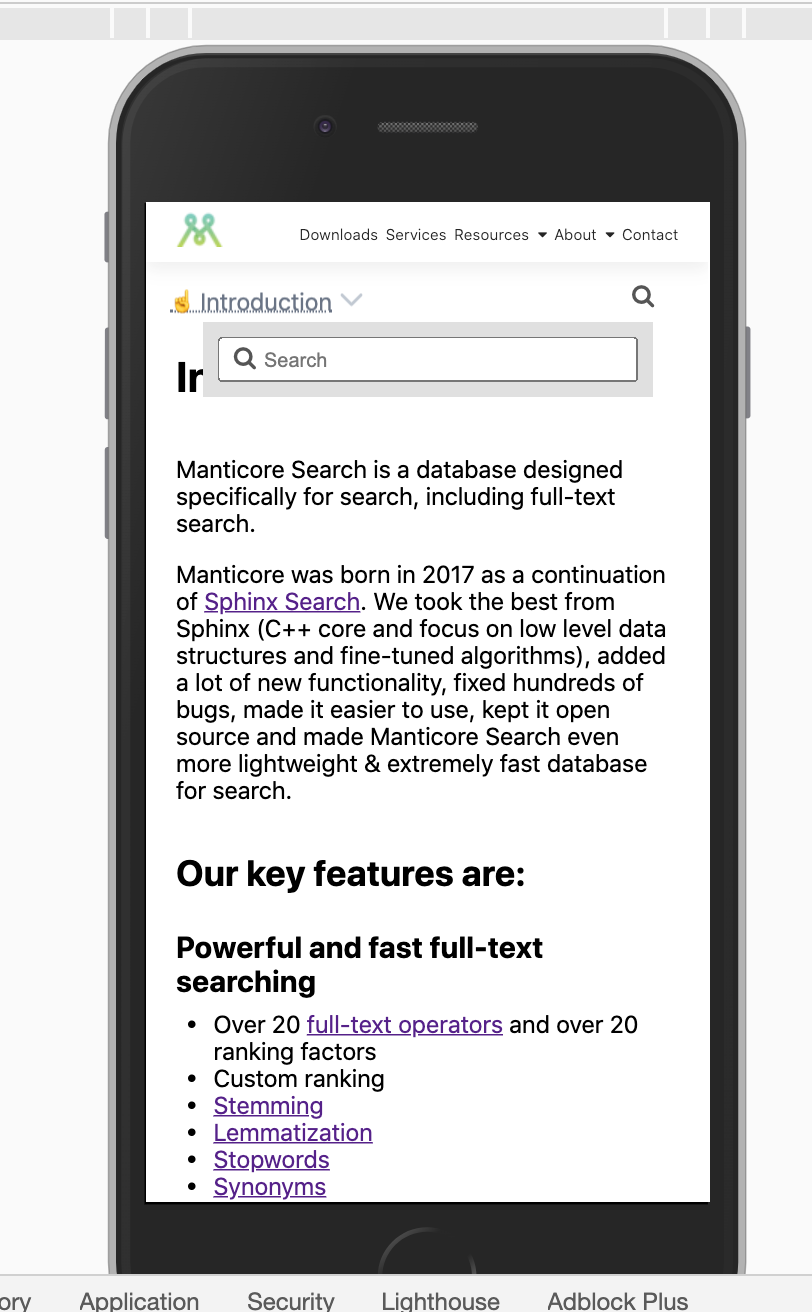 Downloads Services Resources About Contact
☝ Introduction
Search
Manticore Search is a database designed
specifically for search, including full-text
search.
Manticore was born in 2017 as a continuation
of Sphinx Search. We took the best from
Sphinx (C++ core and focus on low level data
structures and fine-tuned algorithms), added
a lot of new functionality, fixed hundreds of
bugs, made it easier to use, kept it open
source and made Manticore Search even
more lightweight & extremely fast database
for search.
Our key features are:
Powerful and fast full-text
searching
• Over 20 full-text operators and over 20
ranking factors
• Custom ranking
• Stemming
• Lemmatization
• Stopwords
• Synonyms
Application Security Lighthouse Adblock Plus